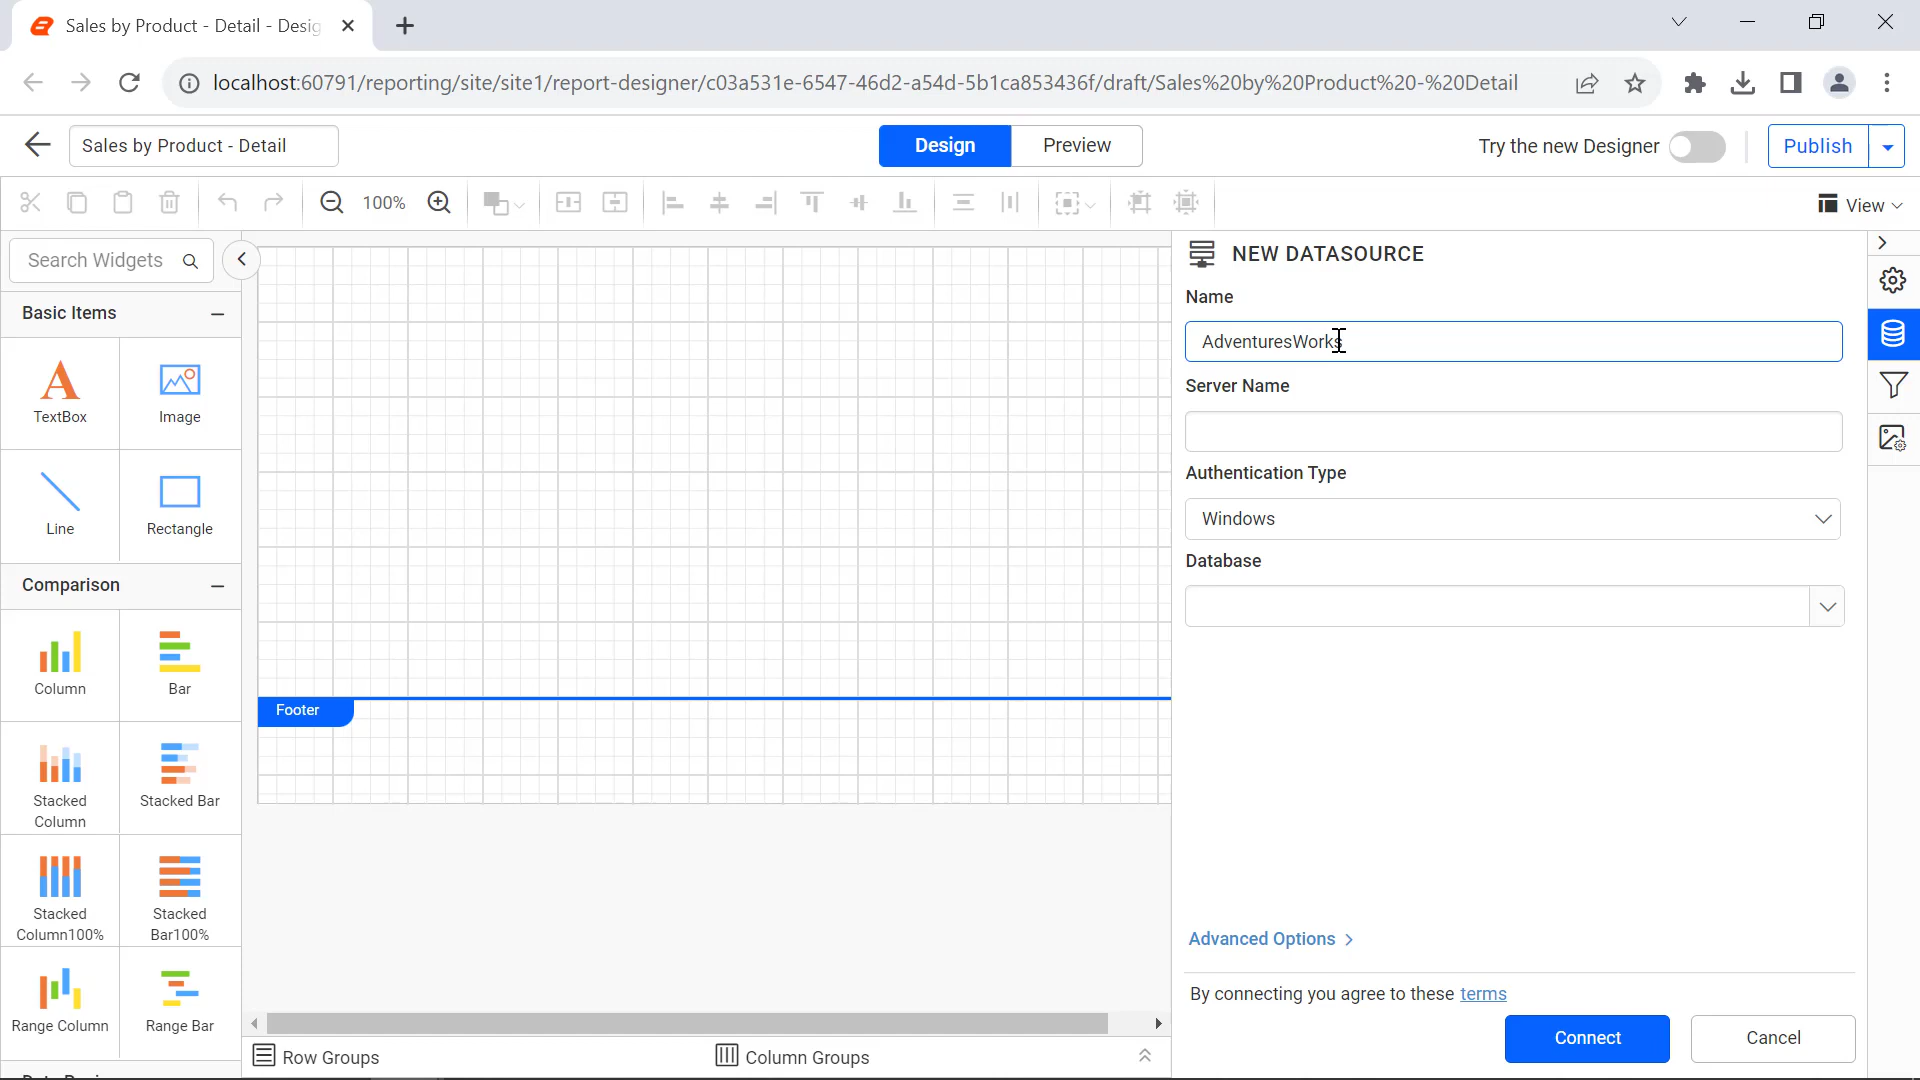 Sales by Product - Detail - Desig
localhost:60791/reporting/site/site1/report-designer/c03a531e-6547-46d2-a54d-5b1ca853436f/draft/Sales%20by%20Product%20-%20Detail
Sales by Product - Detail
Design
Preview
Try the new Designer
Publish
100%
View
Search Widgets
Basic Items
TextBox
Image
Line
Rectangle
Comparison
Column
Bar
Stacked
Column
Stacked Bar
Stacked
Column100%
Stacked
Bar100%
Range Column
Range Bar
Footer
Row Groups
Column Groups
NEW DATASOURCE
Name
AdventuresWorks
Server Name
Authentication Type
Windows
Database
Advanced Options
By connecting you agree to these terms
Connect
Cancel